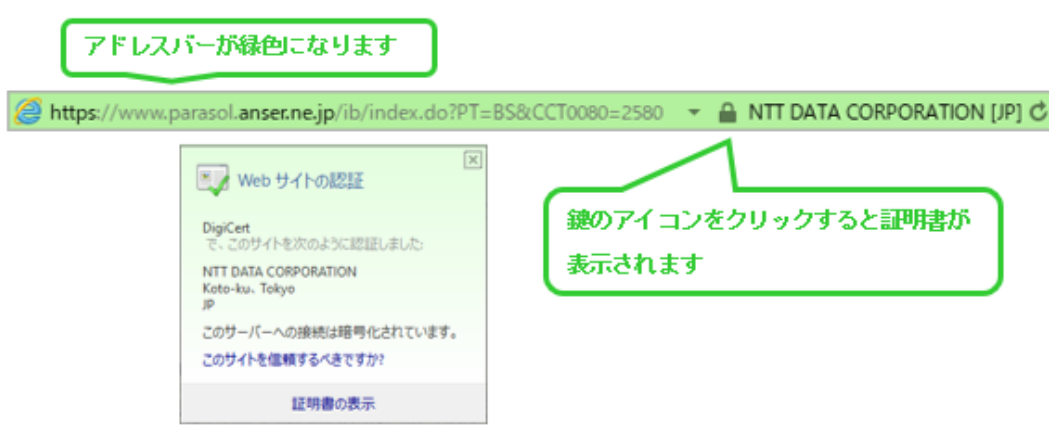 アドレスバーが緑色になります
https://www.parasol.anser.ne.jp/ib/index.do?PT=BS&CCT0080=2580
NTT DATA CORPORATION [JP]
Web サイトの認証
DigiCert
で、このサイトを次のように認証しました:
NTT DATA CORPORATION
Koto-ku、Tokyo
JP
このサーバーへの接続は暗号化されています。
このサイトを信頼するべきですか?
証明書の表示
鍵のアイコンをクリックすると証明書が
表示されます